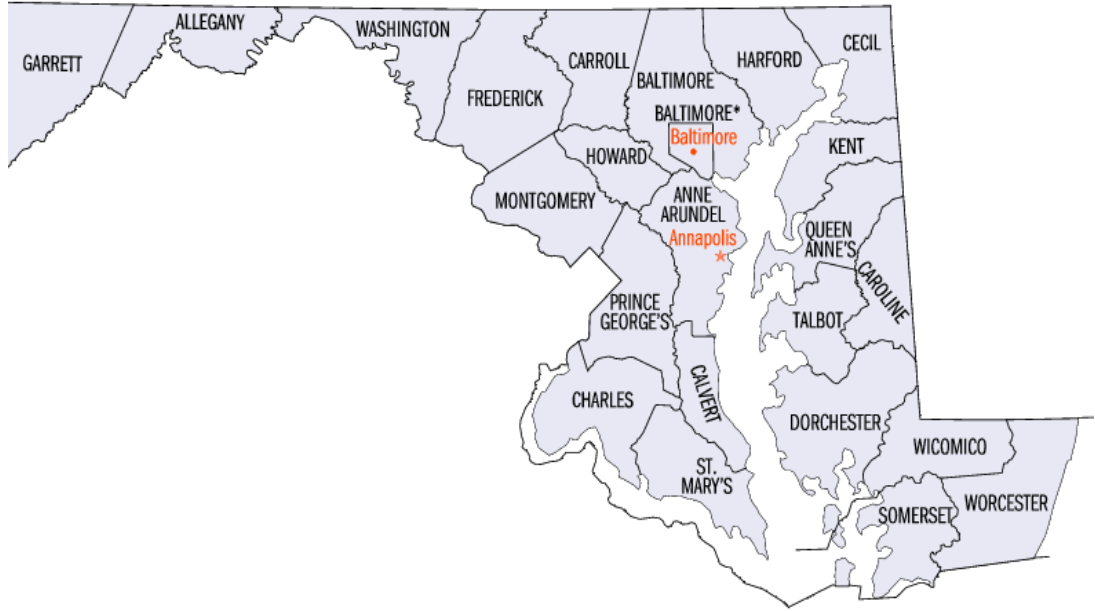 ALLEGANY
WASHINGTON
GARRETT
FREDERICK
CARROLL
BALTIMORE
HARFORD
CECIL
BALTIMORE*
Baltimore
HOWARD
KENT
MONTGOMERY
ANNE
ARUNDEL
Annapolis
QUEEN
ANNE'S
PRINCE
GEORGE'S
TALBOT
CAROLINE
CHARLES
CALVERT
DORCHESTER
WICOMICO
ST.
MARY'S
SOMERSET
WORCESTER